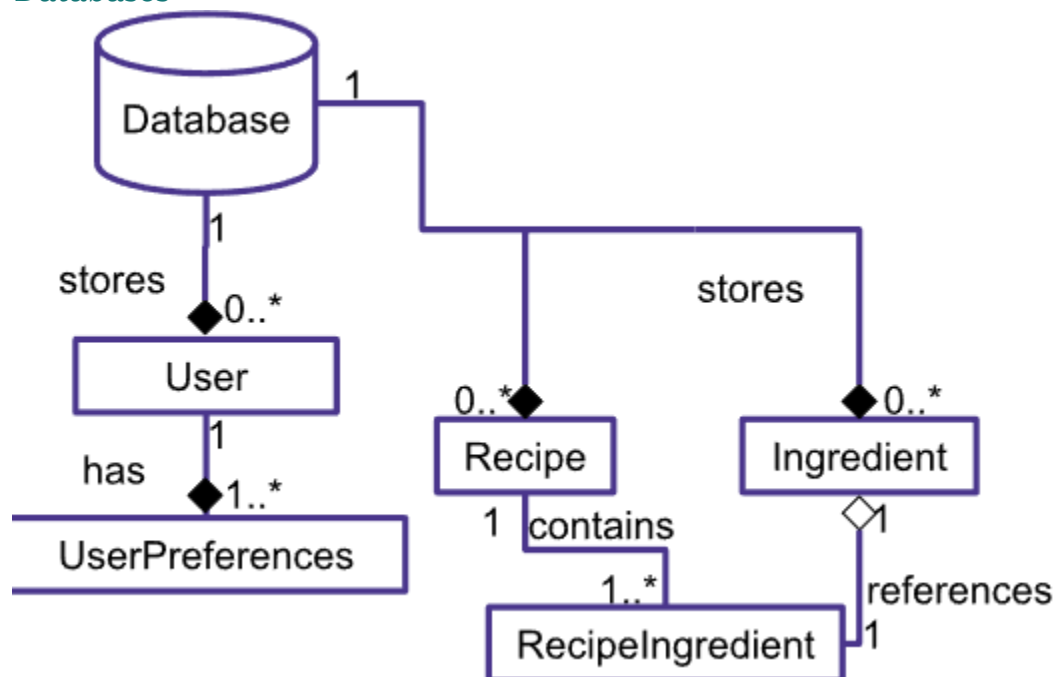 Databases
Database
1
1
stores
0..*
stores
User
0..*
0..*
1
Recipe
Ingredient
has
1..*
1
contains
1
UserPreferences
1..*
references
1
RecipeIngredient